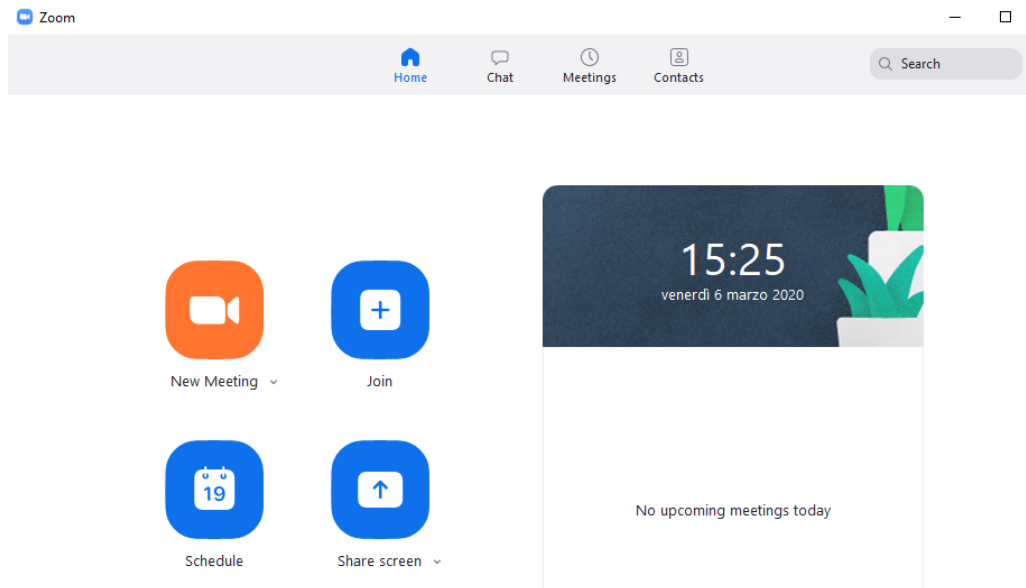 Zoom
Home
Chat
Meetings
Contacts
Search
15:25
venerdì 6 marzo 2020
New Meeting
Join
19
Schedule
Share screen
No upcoming meetings today